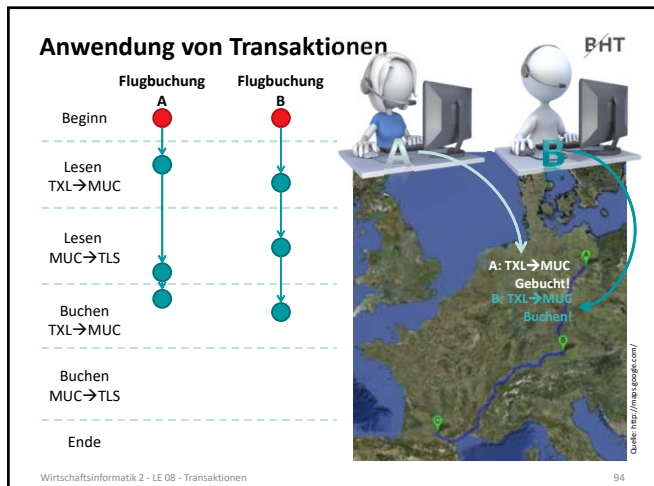 Anwendung von Transaktionen
BHT
Flugbuchung
A
Flugbuchung
B
Beginn
Lesen
TXL→MUC
Lesen
MUC→TLS
Buchen
TXL→MUC
Buchen
MUC→TLS
Ende
A
B
A: TXL→MUC
Gebucht!
B: TXL→MUC
Buchen!
A
B
C
Quelle: http://maps.google.com/
Wirtschaftsinformatik 2 - LE 08 - Transaktionen
94